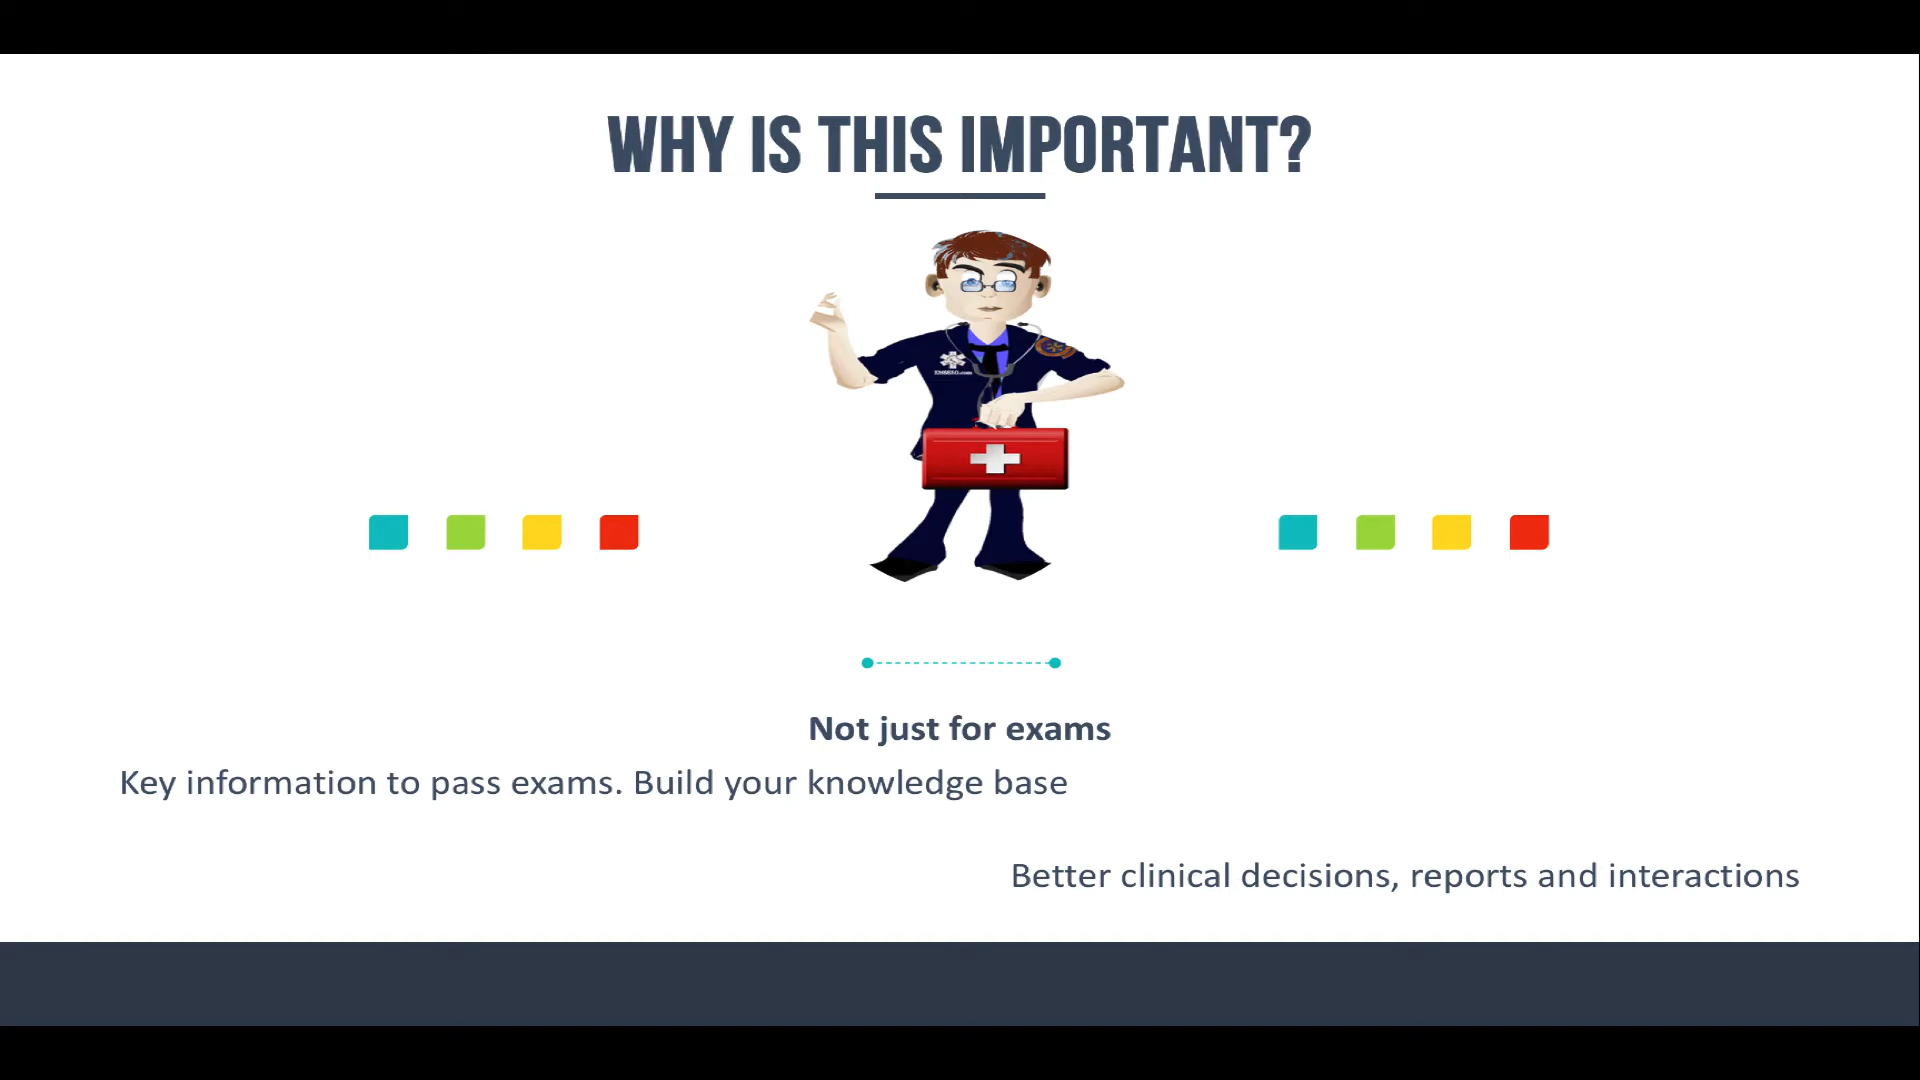 WHY IS THIS IMPORTANT?
Not just for exams
Key information to pass exams. Build your knowledge base
Better clinical decisions, reports and interactions